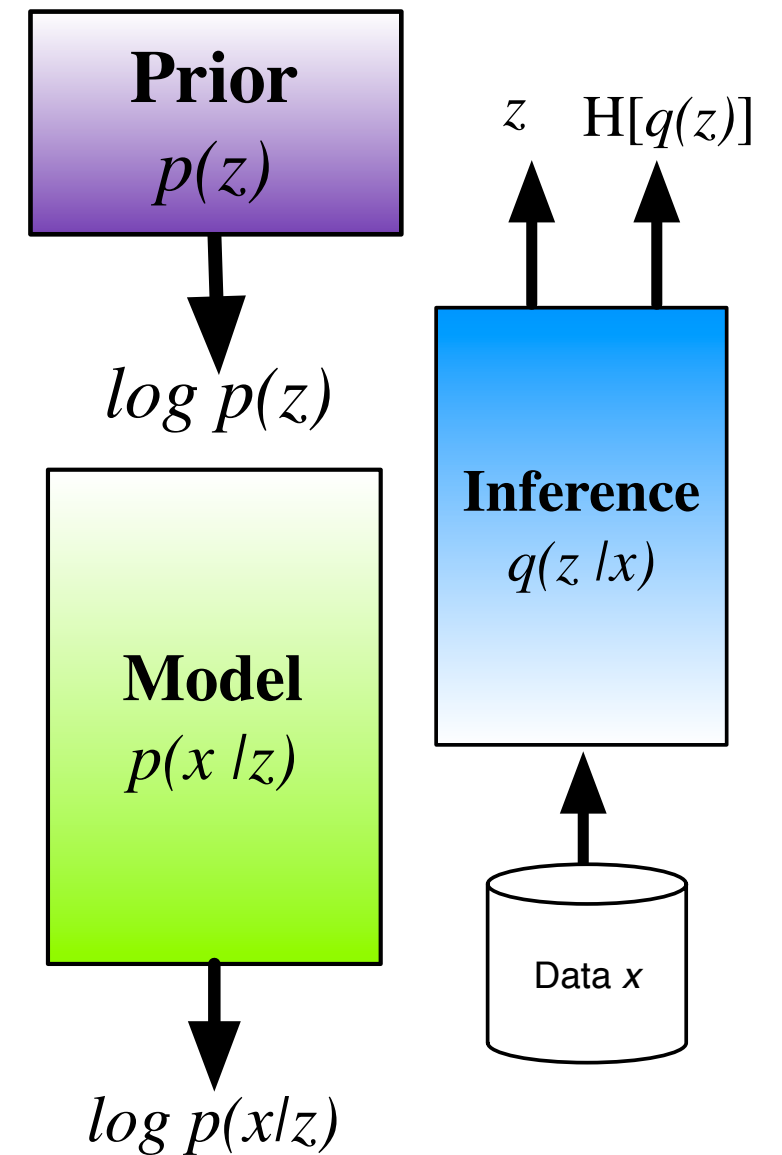 Prior
p(z)
log p(z)
Model
p(x |z)
log p(x|z)
z
H[q(z)]
Inference
q(z |x)
Data x